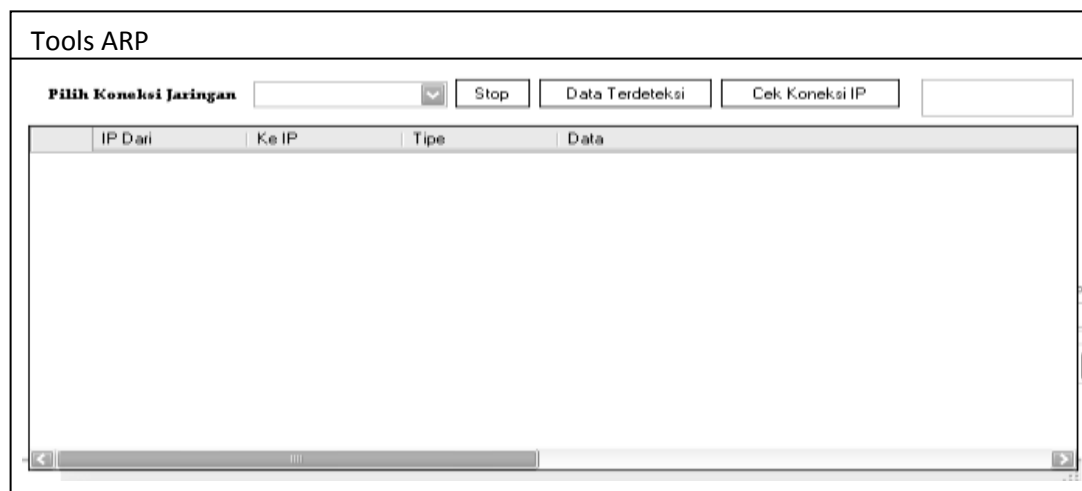 Tools ARP
Pilih Koneksi Jaringan Stop Data Terdeteksi Cek Koneksi IP
IP Dari Ke IP Tipe Data